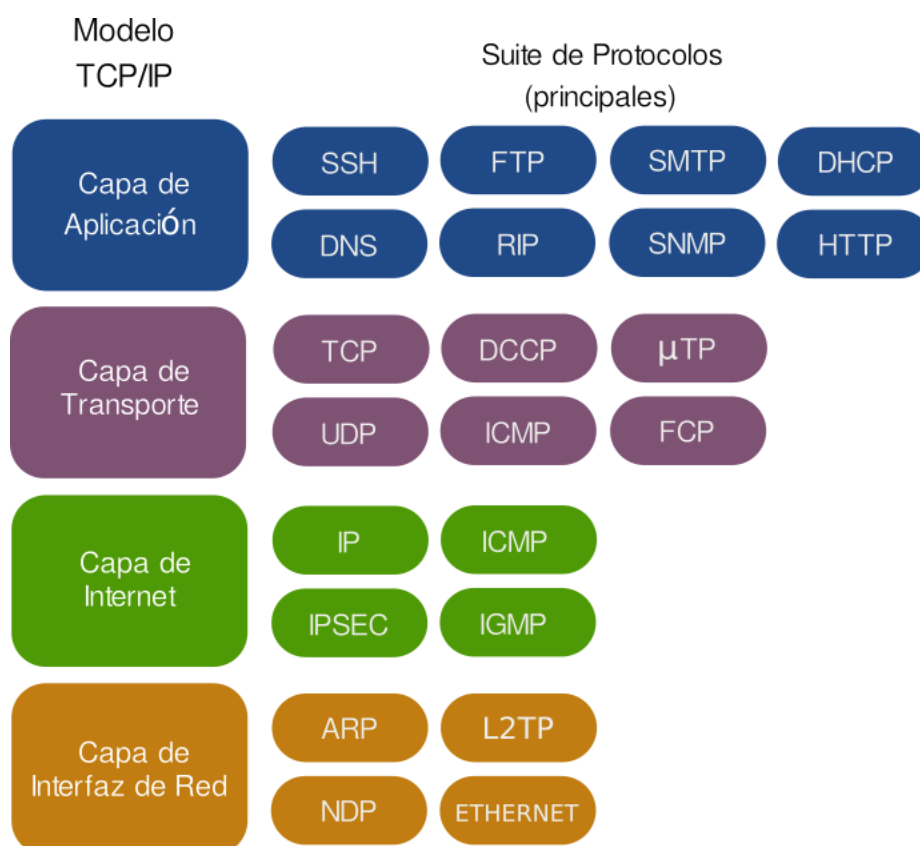 Modelo
TCP/IP
Suite de Protocolos
(principales)
Capa de
Aplicación
SSH
FTP
SMTP
DHCP
DNS
RIP
SNMP
HTTP
Capa de
Transporte
TCP
DCCP
µTP
UDP
ICMP
FCP
Capa de
Internet
IP
ICMP
IPSEC
IGMP
Capa de
Interfaz de Red
ARP
L2TP
NDP
ETHERNET